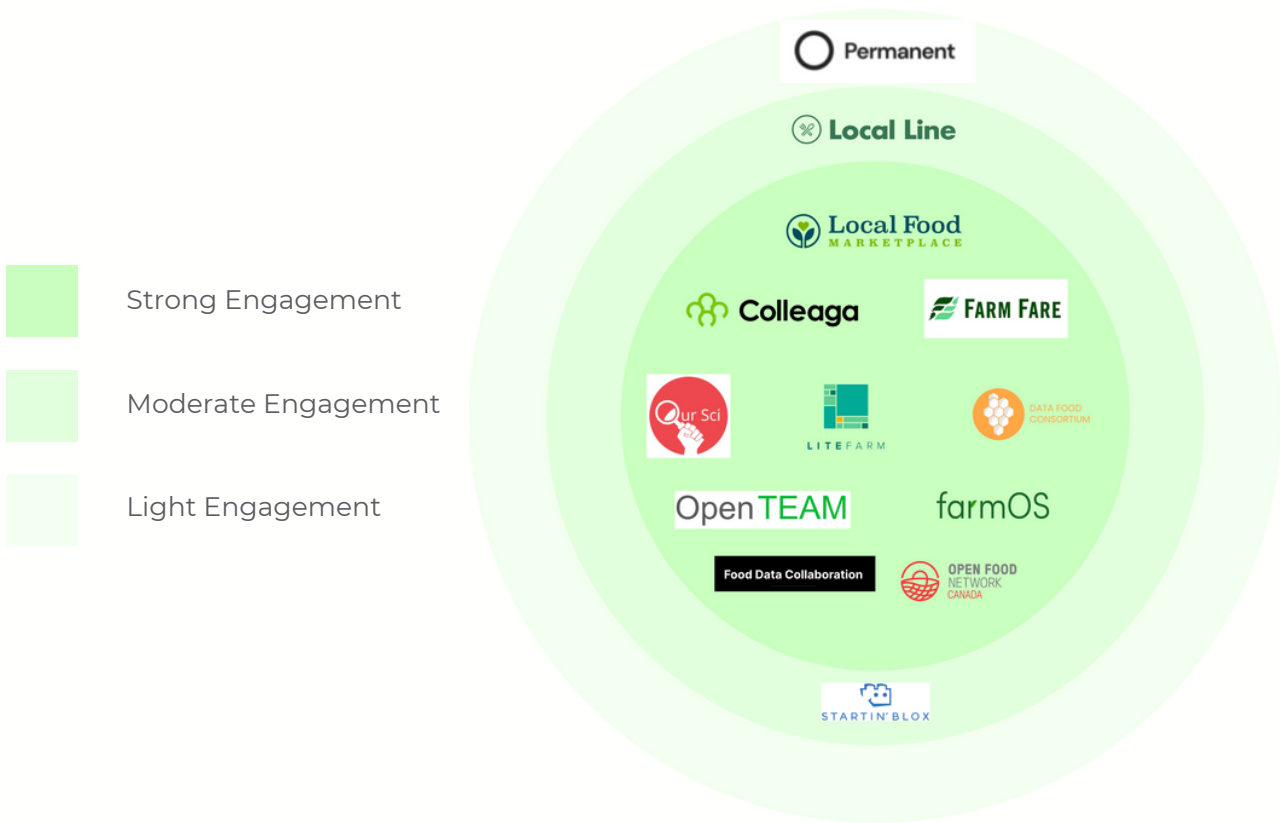 Permanent
Local Line
Local Food
MARKETPLACE
Colleaga
FARM FARE
Strong Engagement
Moderate Engagement
Light Engagement
Our Sci
LITEFARM
DATA FOOD
CONSORTIUM
OpenTEAM
farmOS
Food Data Collaboration
OPEN FOOD
NETWORK
CANADA
STARTIN'BLOX